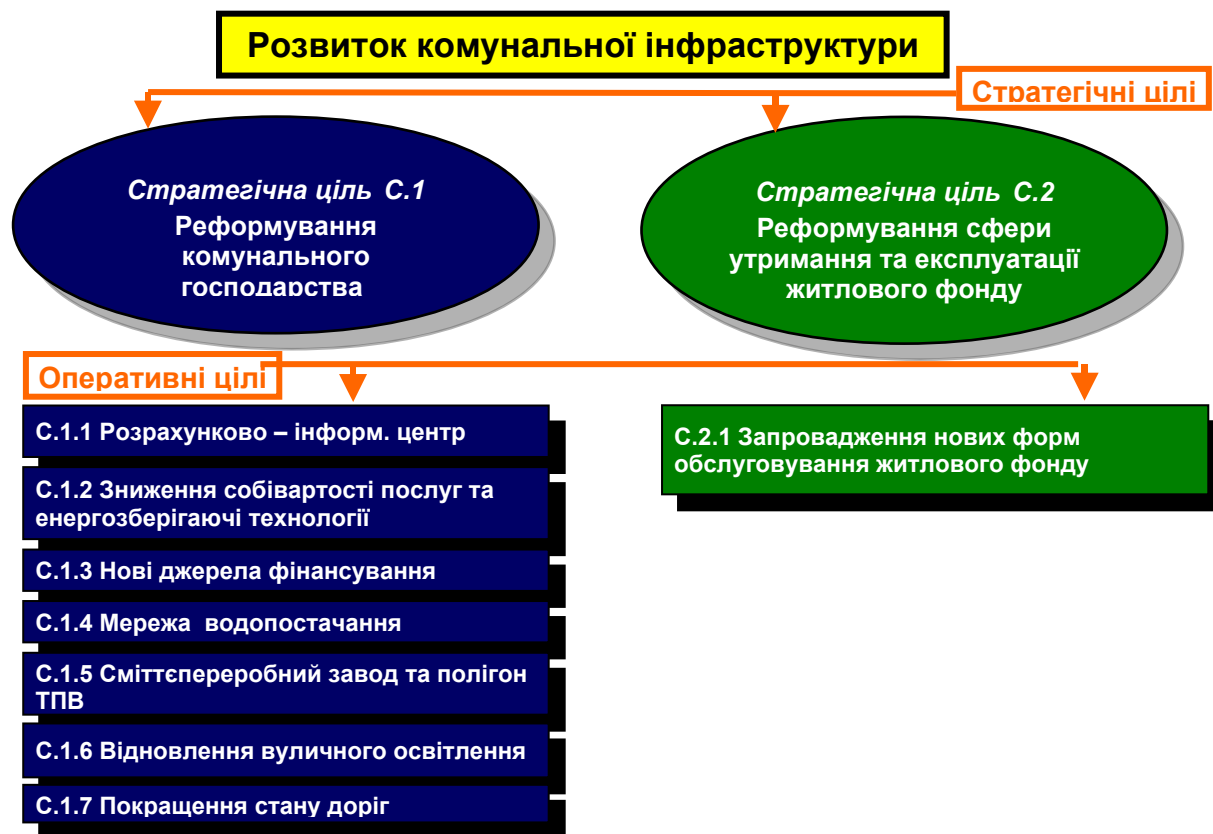 Розвиток комунальної інфраструктури
Стратегічні цілі
Стратегічна ціль С.1
Реформування
комунального
господарства
Стратегічна ціль С.2
Реформування сфери
утримання та експлуатації
житлового фонду
Оперативні цілі
С.1.1 Розрахунково – інформ. центр
С.1.2 Зниження собівартості послуг та
енергозберігаючі технології
С.1.3 Нові джерела фінансування
С.1.4 Мережа водопостачання
С.1.5 Сміттєпереробний завод та полігон
ТПВ
С.1.6 Відновлення вуличного освітлення
С.1.7 Покращення стану доріг
С.2.1 Запровадження нових форм
обслуговування житлового фонду